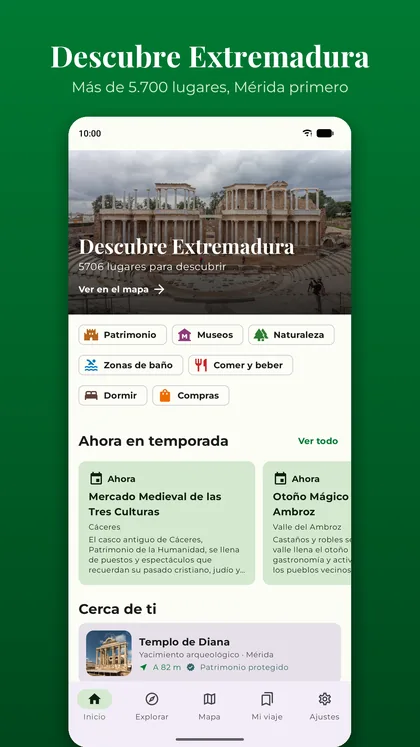 Descubre Extremadura
Más de 5.700 lugares, Mérida primero
10:00
Descubre Extremadura
5706 lugares para descubrir
Ver en el mapa →
Patrimonio
Museos
Naturaleza
Zonas de baño
Comer y beber
Dormir
Compras
Ahora en temporada
Ver todo
Ahora
Mercado Medieval de las
Tres Culturas
Cáceres
El casco antiguo de Cáceres,
Patrimonio de la Humanidad, se llena
de puestos y espectáculos que
recuerdan su pasado cristiano, judío y...
Ahora
Otoño Mágico
Ambroz
Valle del Ambroz
Castaños y robles
valle llena el otoño
gastronomía y
los pueblos vecinos
Cerca de ti
Templo de Diana
Yacimiento arqueológico · Mérida
A 82 m
Patrimonio protegido
Inicio
Explorar
Mapa
Mi viaje
Ajustes